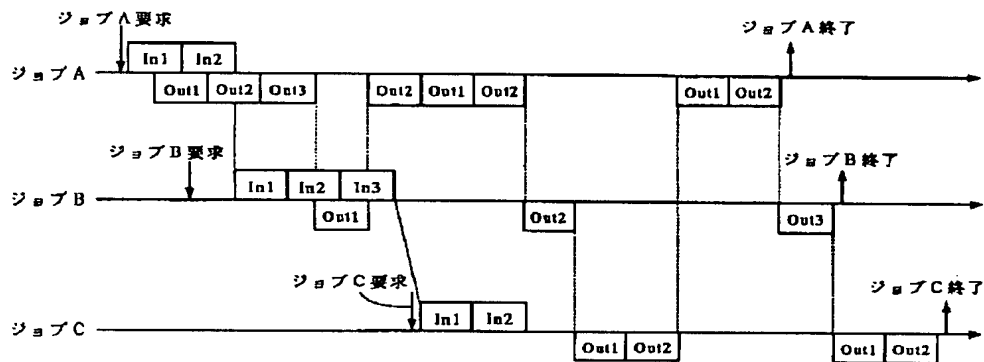 ジョブA要求
ジョブA終了
In1 In2
ジョブA
Out1 Out2 Out3 Out2 Out1 Out2 Out1 Out2
ジョブB要求
ジョブB終了
In1 In2 In3
ジョブB
Out1 Out2 Out3
ジョブC要求
ジョブC終了
In1 In2
ジョブC
Out1 Out2 Out1 Out2